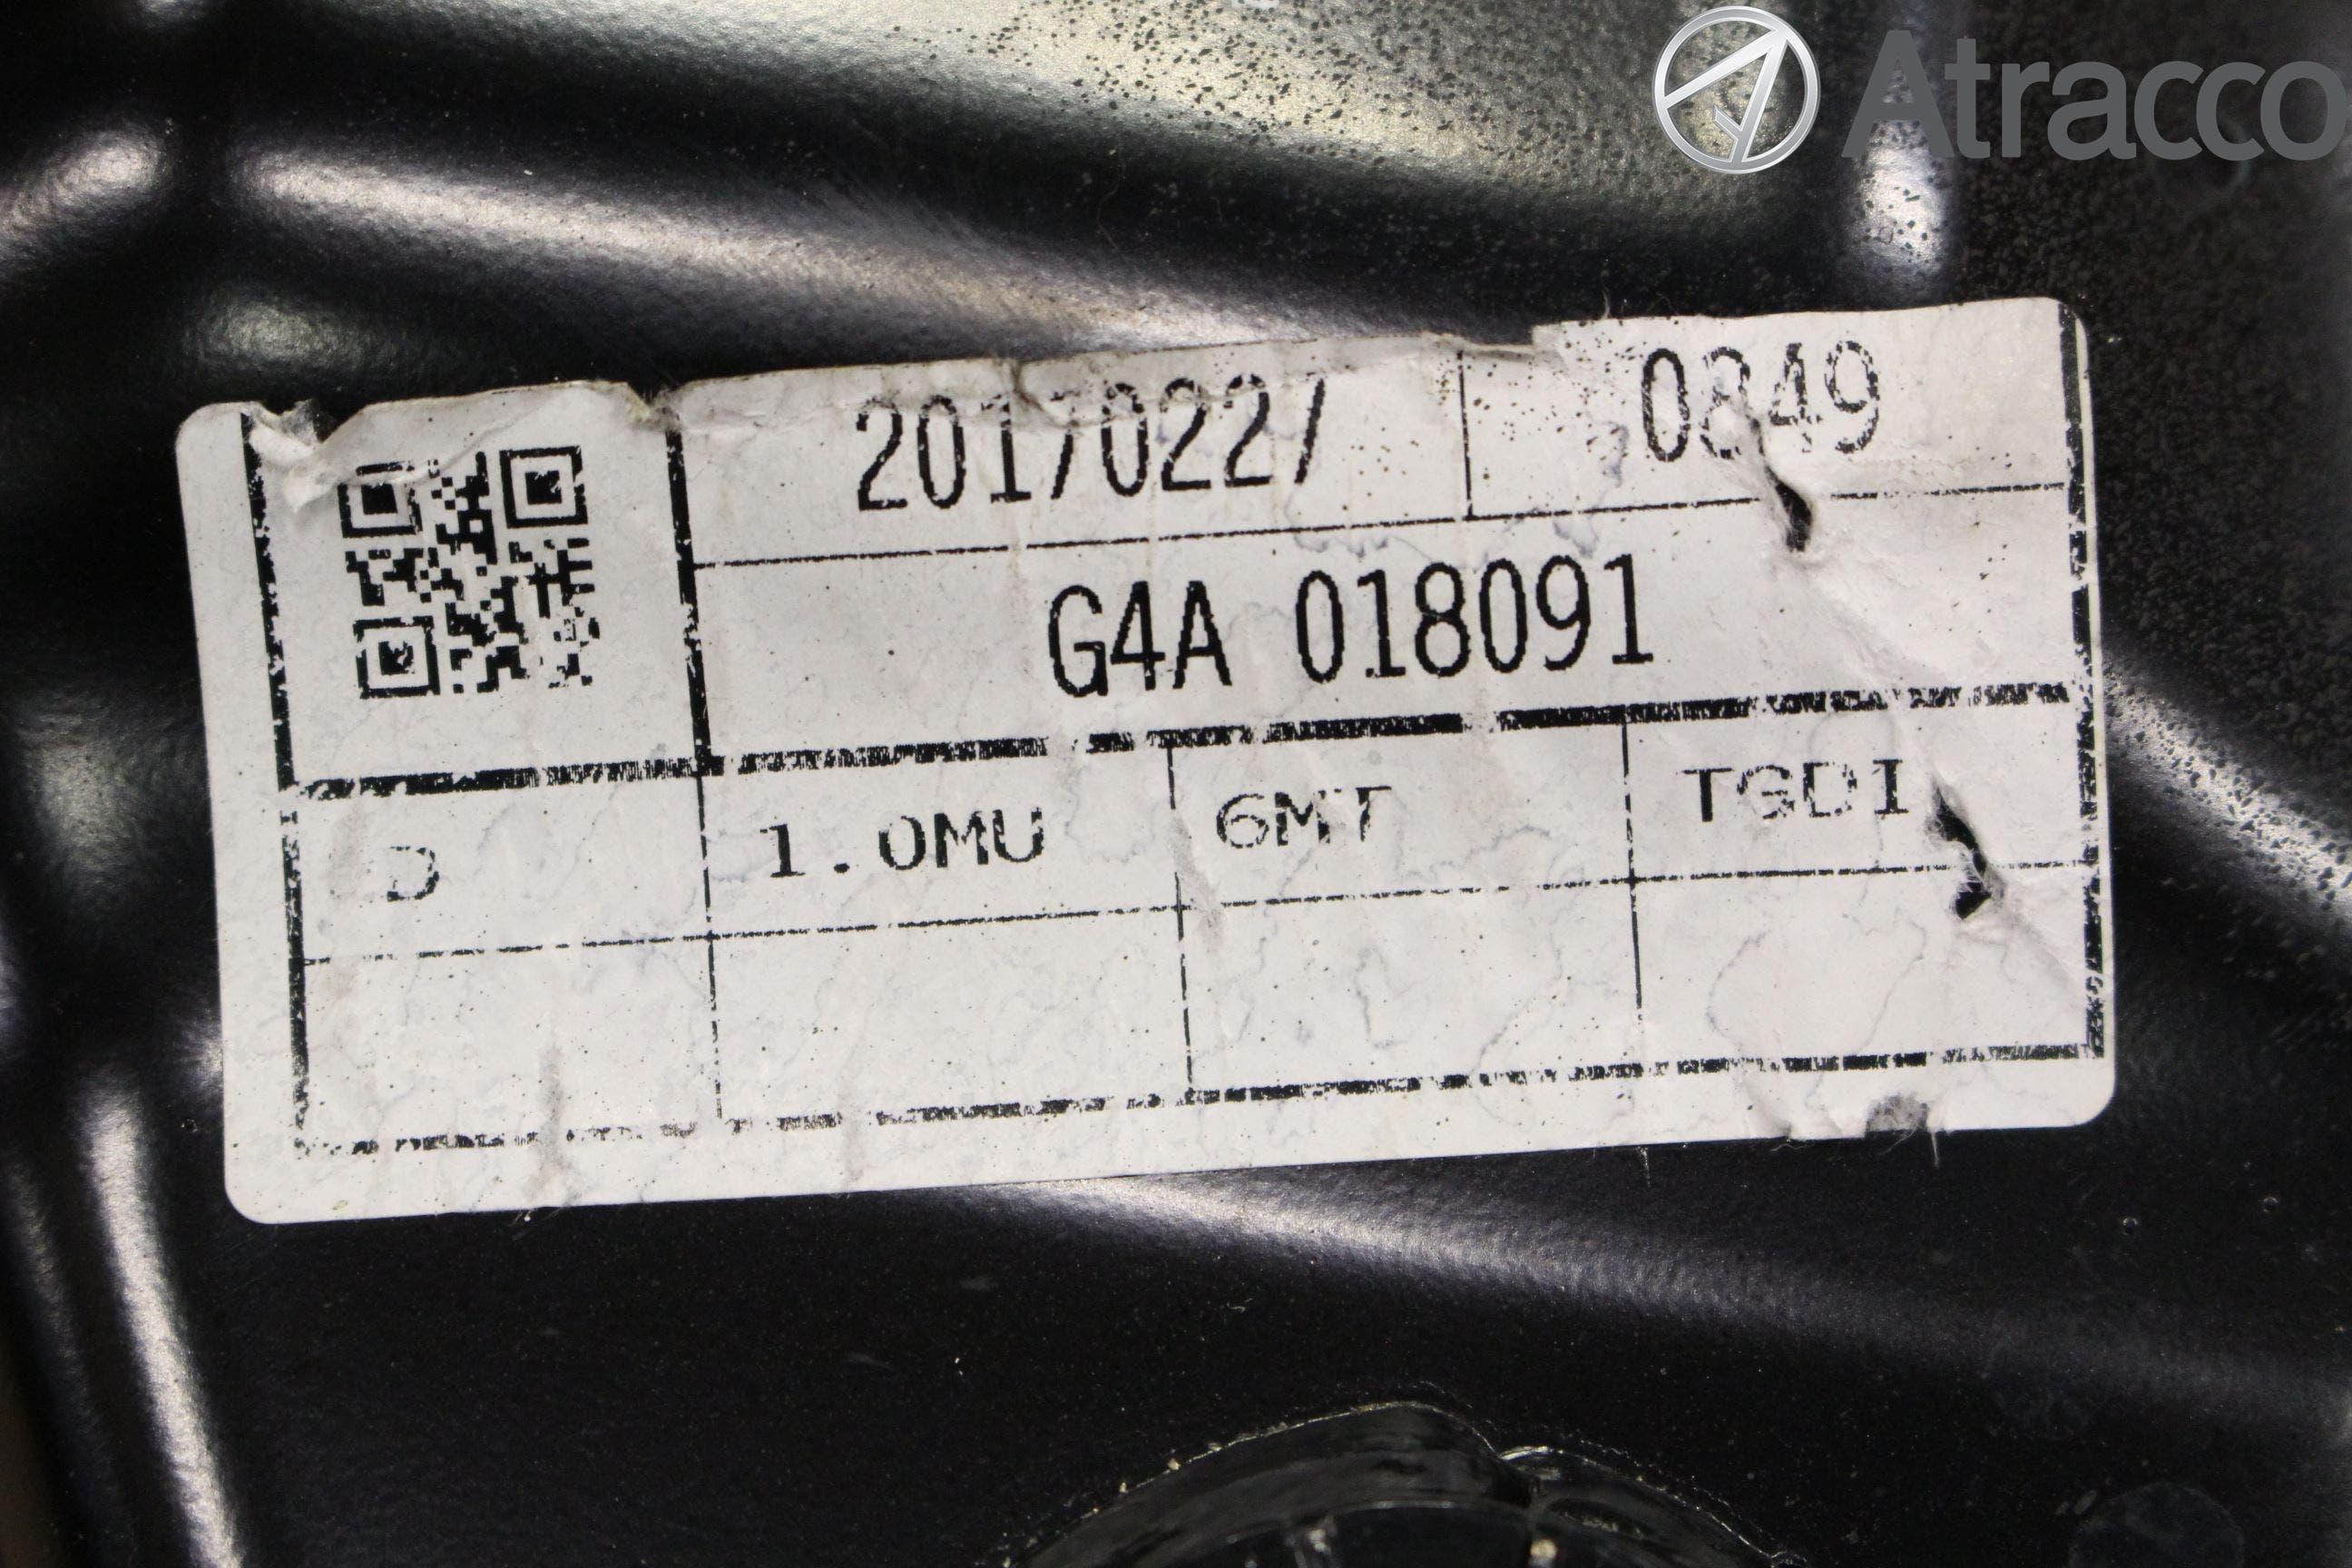 Atracco
20170227 0849
G4A 018091
D 1.0MU 6MT TGDI